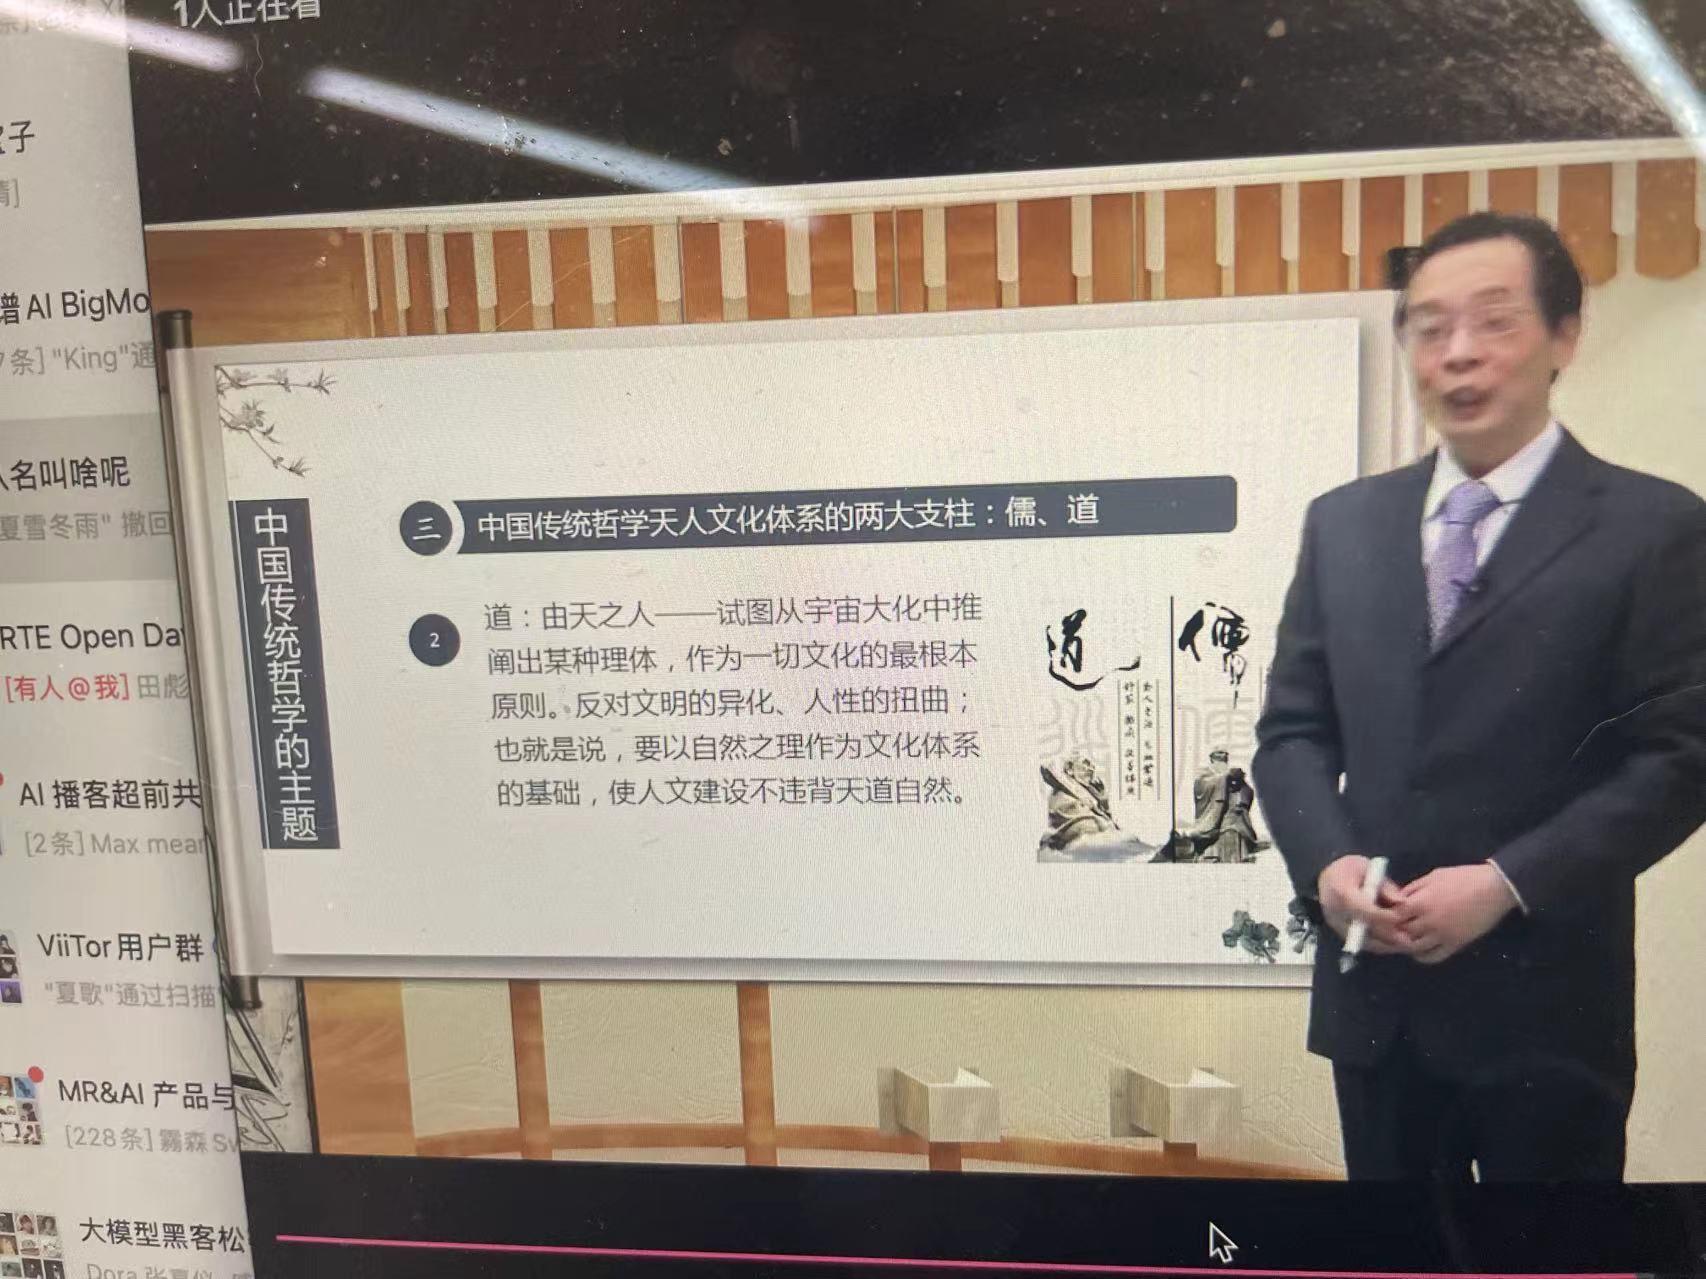 1人正在看
子
谱 AI BigMo
条] "King"通
人名叫啥呢
夏雪冬雨" 撤回
RTE Open Da
[有人@我] 田彪
AI 播客超前共
[2条] Max mea
ViiTor用户群
"夏歌"通过扫描
MR&AI 产品与
[228条] 霧森 Sw
大模型黑客松
Dora
中国传统哲学的主题
三
中国传统哲学天人文化体系的两大支柱：儒、道
2
道：由天之人——试图从宇宙大化中推
阐出某种理体，作为一切文化的最根本
原则。反对文明的异化、人性的扭曲；
也就是说，要以自然之理作为文化体系
的基础，使人文建设不违背天道自然。
道
儒